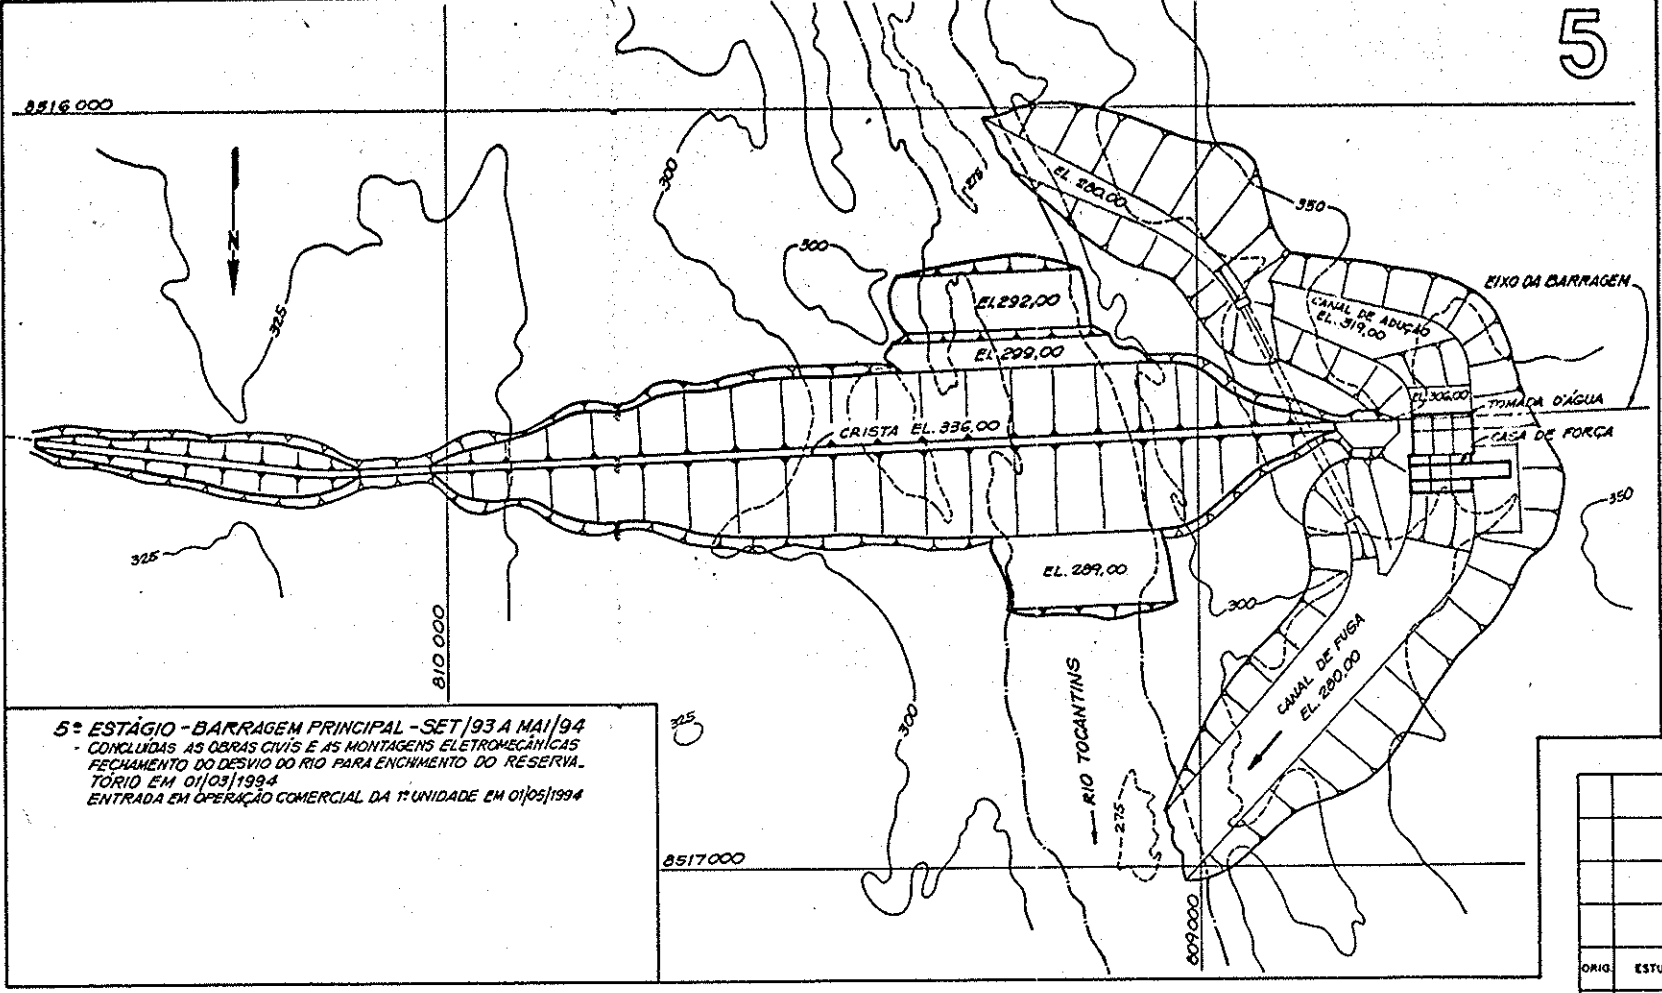 5
8516 000
N
325
300
275
EL. 280,00
350
300
EL.292,00
CANAL DE ADUÇÃO
EL. 319,00
EIXO DA BARRAGEM
EL.299,00
EL.306,00
TOMADA D'ÁGUA
CRISTA EL. 336,00
CASA DE FORÇA
350
325
EL. 289,00
300
810 000
CANAL DE FUGA
EL. 280,00
RIO TOCANTINS
5º ESTÁGIO - BARRAGEM PRINCIPAL - SET/93 A MAI/94
- CONCLUÍDAS AS OBRAS CIVIS E AS MONTAGENS ELETROMECÂNICAS
FECHAMENTO DO DESVIO DO RIO PARA ENCHIMENTO DO RESERVA-
TÓRIO EM 01/03/1994
ENTRADA EM OPERAÇÃO COMERCIAL DA 1ª UNIDADE EM 01/05/1994
325
300
275
8517000
809000
ORIG.
ESTU